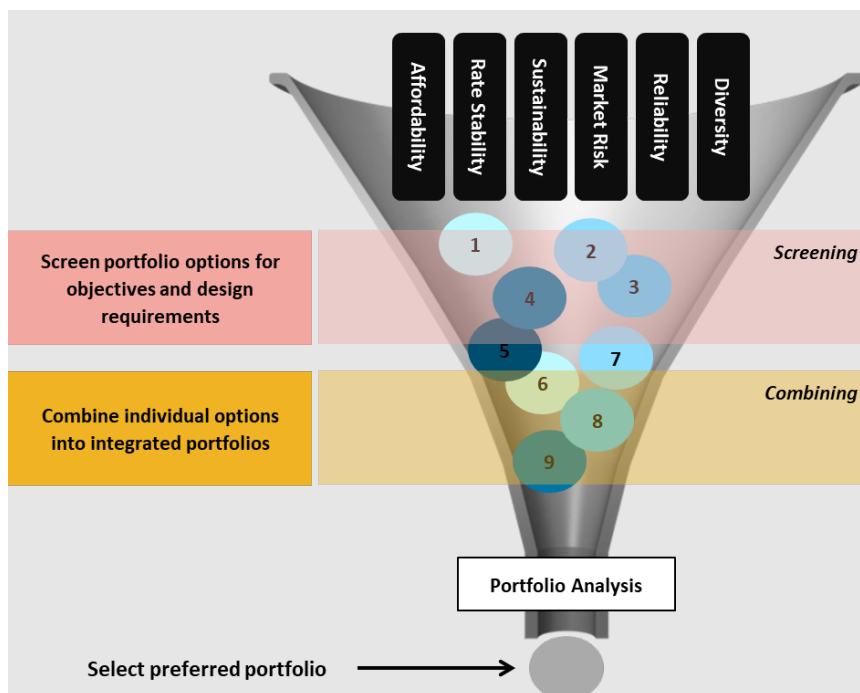 Affordability
Rate Stability
Sustainability
Market Risk
Reliability
Diversity
1
2
3
4
5
6
7
8
9
Screen portfolio options for
objectives and design
requirements
Screening
Combine individual options
into integrated portfolios
Combining
Portfolio Analysis
Select preferred portfolio